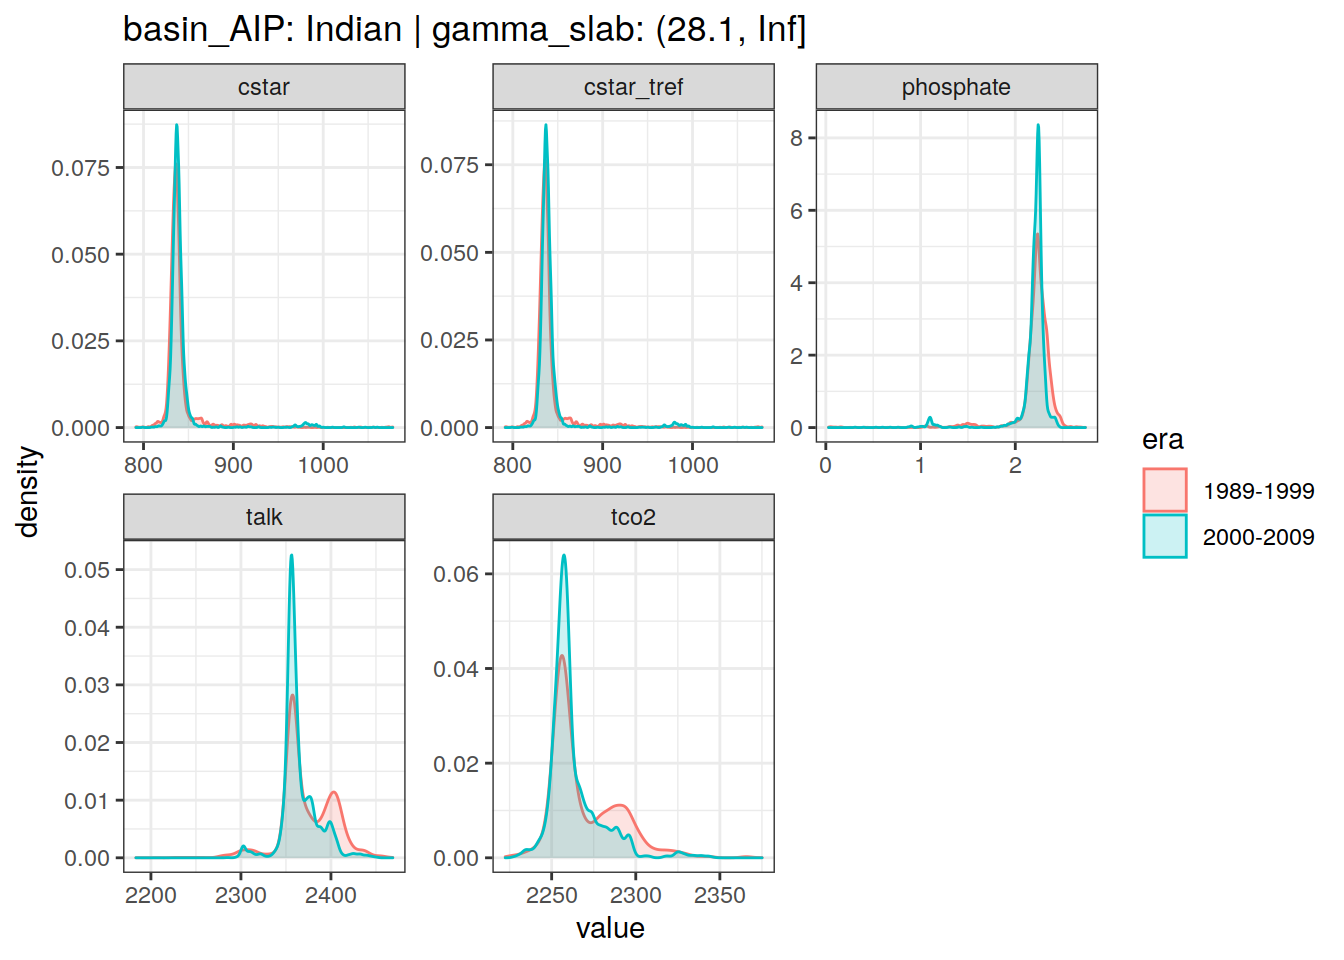 basin_AIP: Indian | gamma_slab: (28.1, Inf]
cstar
cstar_tref
phosphate
0.075
0.050
0.025
0.000
800 900 1000
0.075
0.050
0.025
0.000
800 900 1000
8
6
4
2
0
0 1 2
density
talk
tco2
0.05
0.04
0.03
0.02
0.01
0.00
2200 2300 2400
0.06
0.04
0.02
0.00
2250 2300 2350
value
era
1989-1999
2000-2009